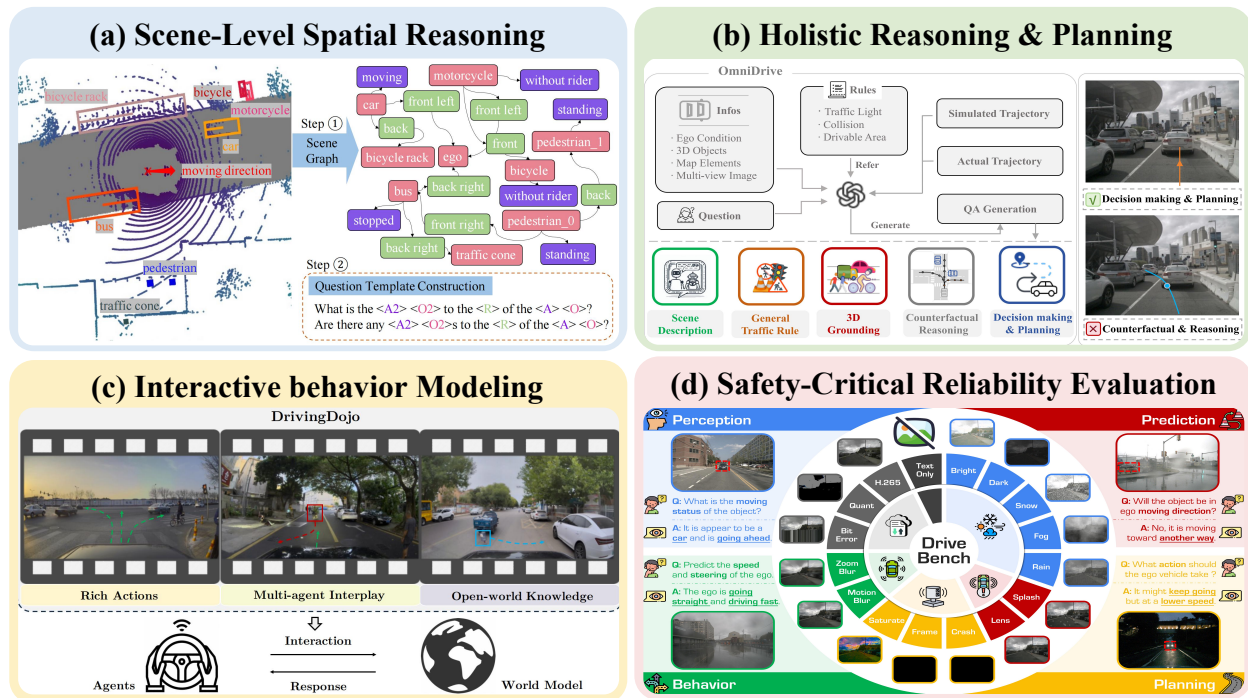 (a) Scene-Level Spatial Reasoning
bicycle rack
bicycle
motorcycle
car
moving direction
bus
pedestrian
traffic cone
Step ①
Scene
Graph
moving
motorcycle
without rider
car
front left
front left
standing
back
front
pedestrian_1
bicycle rack
ego
bicycle
bus
back right
without rider
back
stopped
front right
pedestrian_0
back right
traffic cone
standing
Step ②
Question Template Construction
What is the <A2> <O2> to the <R> of the <A> <O>?
Are there any <A2> <O2>s to the <R> of the <A> <O>?
(b) Holistic Reasoning & Planning
OmniDrive
Infos
· Ego Condition
· 3D Objects
· Map Elements
· Multi-view Image
Rules
· Traffic Light
· Collision
· Drivable Area
Simulated Trajectory
Actual Trajectory
Refer
Question
QA Generation
Generate
Scene
Description
General
Traffic Rule
3D
Grounding
Counterfactual
Reasoning
Decision making
& Planning
√ Decision making & Planning
× Counterfactual & Reasoning
(c) Interactive behavior Modeling
DrivingDojo
Rich Actions
Multi-agent Interplay
Open-world Knowledge
Interaction
Response
Agents
World Model
(d) Safety-Critical Reliability Evaluation
Perception
Q: What is the moving
status of the object?
A: It is appear to be a
car and is going ahead.
Q: Predict the speed
and steering of the ego.
A: The ego is going
straight and driving fast.
Behavior
Drive
Bench
Text
Only
Bright
Dark
Snow
Fog
Rain
Splash
Lens
Crash
Frame
Saturate
Motion
Blur
Zoom
Blur
Bit
Error
Quant
H.265
Prediction
Q: Will the object be in
ego moving direction?
A: No, it is moving
toward another way.
Q: What action should
the ego vehicle take ?
A: It might keep going
but at a lower speed.
Planning